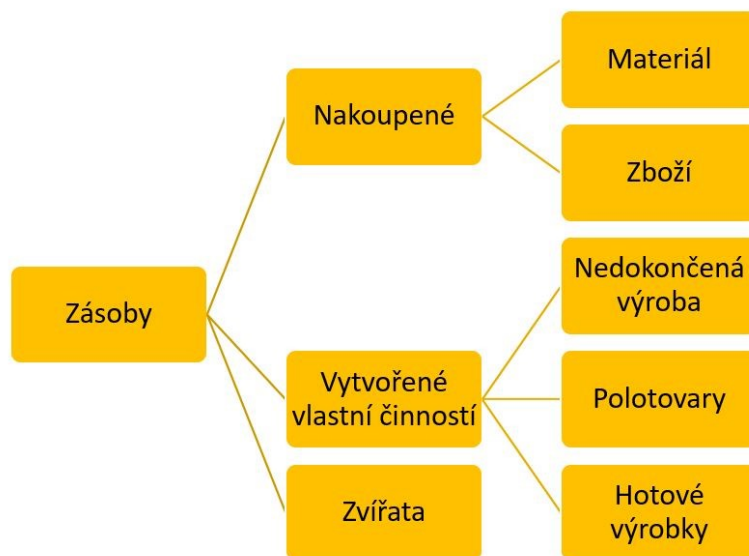 Zásoby
Nakoupené
Materiál
Zboží
Vytvořené
vlastní činností
Nedokončená
výroba
Polotovary
Hotové
výrobky
Zvířata